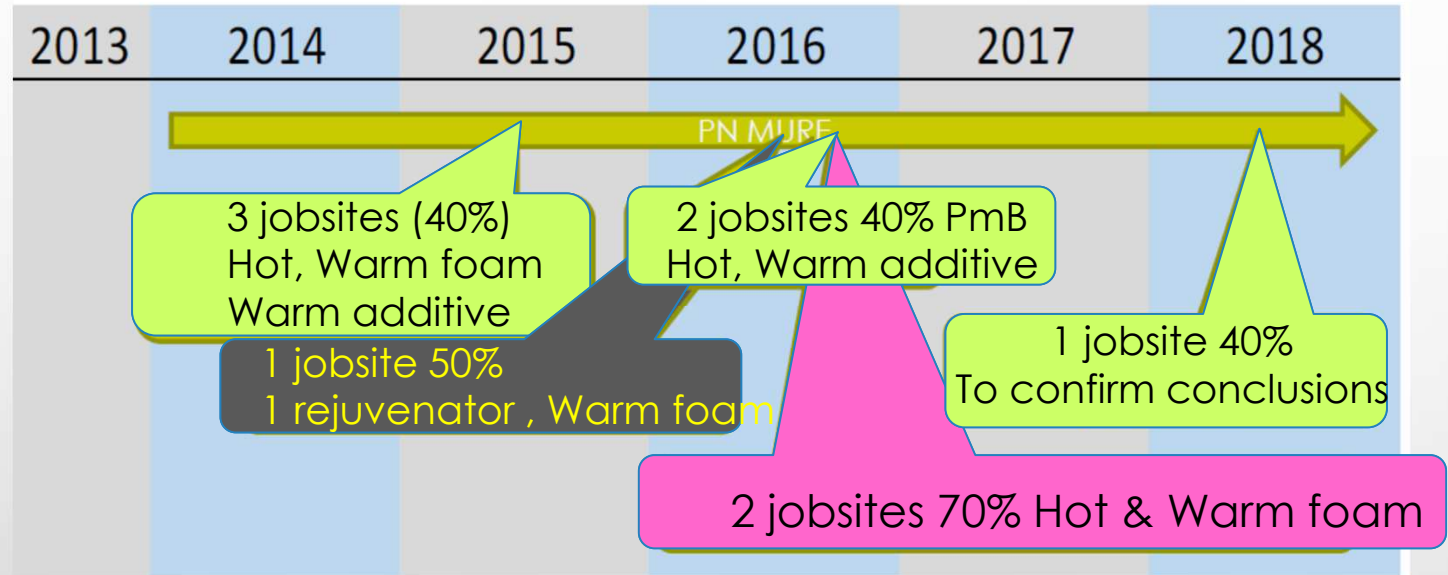 2013 2014 2015 2016 2017 2018
PN MURE
3 jobsites (40%)
Hot, Warm foam
Warm additive
2 jobsites 40% PmB
Hot, Warm additive
1 jobsite 50%
1 rejuvenator , Warm foam
1 jobsite 40%
To confirm conclusions
2 jobsites 70% Hot & Warm foam